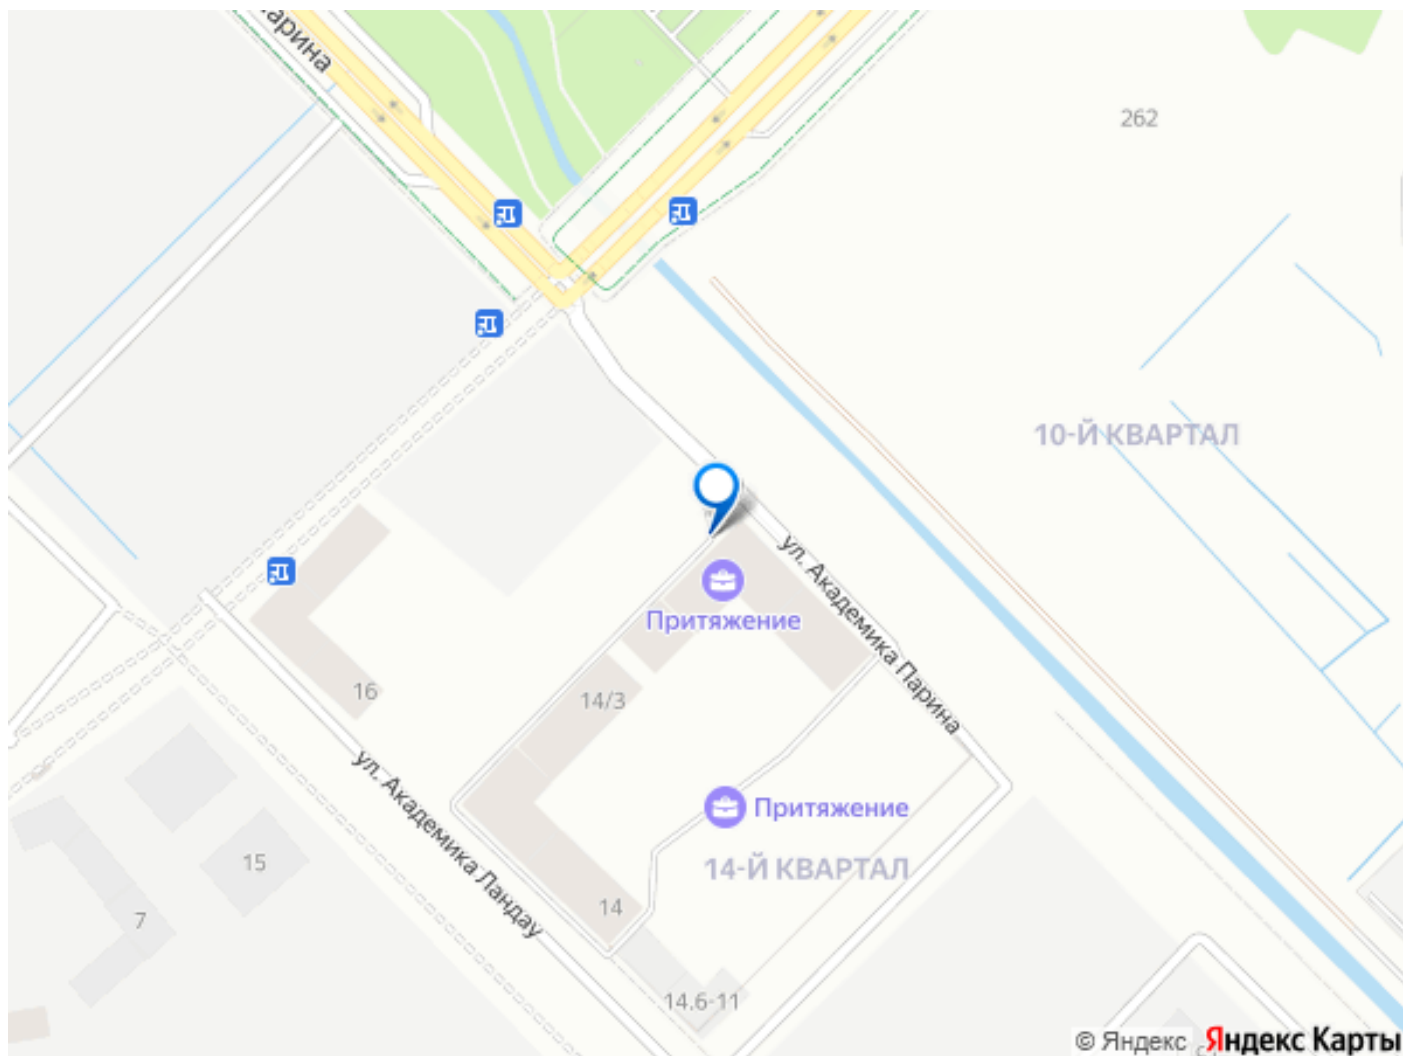 арина
262
10-Й КВАРТАЛ
ул. Академика Парина
Притяжение
16
14/3
ул. Академика Ландау
Притяжение
15
14-Й КВАРТАЛ
7
14
14.6-11
© Яндекс Яндекс Карты